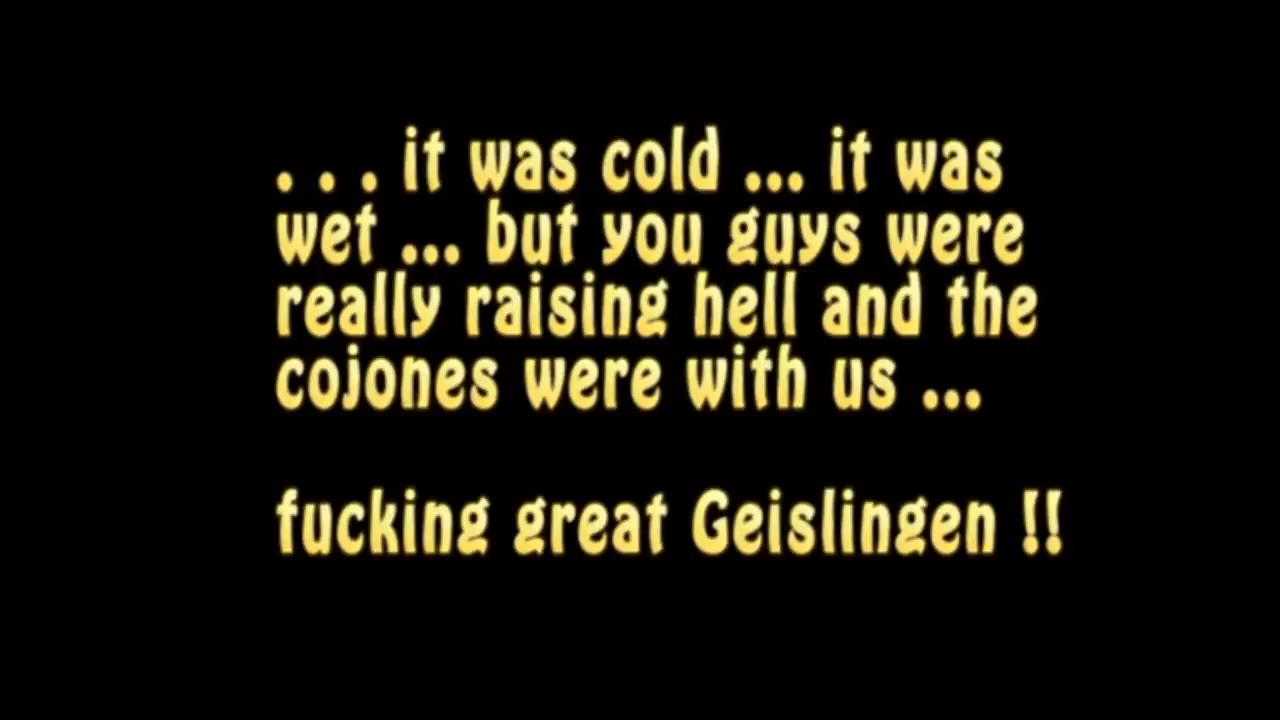 . . . it was cold ... it was
wet ... but you guys were
really raising hell and the
cojones were with us ...
fucking great Geislingen !!